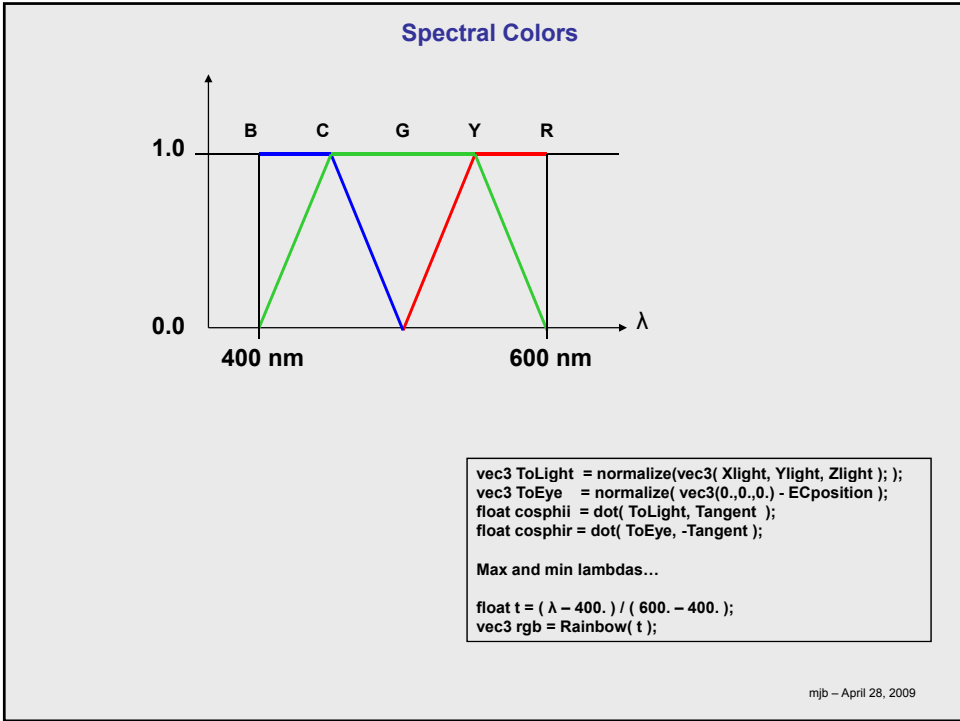 Spectral Colors
B C G Y R
1.0
0.0
λ
400 nm 600 nm
vec3 ToLight = normalize(vec3( Xlight, Ylight, Zlight ); );
vec3 ToEye = normalize( vec3(0.,0.,0.) - ECposition );
float cosphii = dot( ToLight, Tangent );
float cosphir = dot( ToEye, -Tangent );
Max and min lambdas…
float t = ( λ – 400. ) / ( 600. – 400. );
vec3 rgb = Rainbow( t );
mjb – April 28, 2009